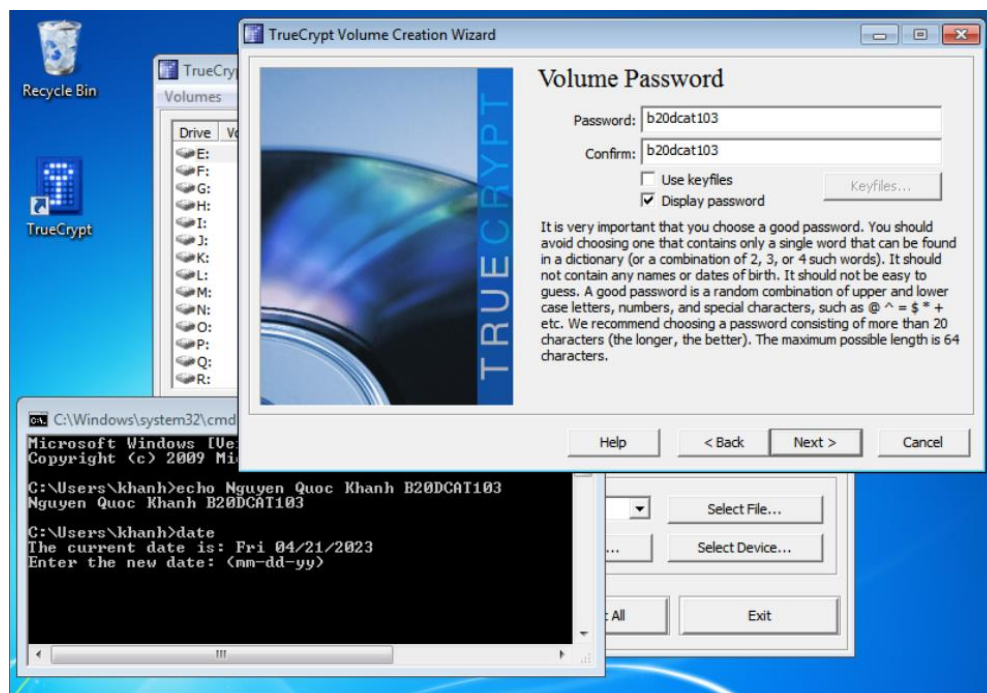 Recycle Bin
TrueCrypt
TrueCrypt Volume Creation Wizard
Volumes
Drive
E:
F:
G:
H:
I:
J:
K:
L:
M:
N:
O:
P:
Q:
R:
TRUECRYPT
Volume Password
Password: b20dcat103
Confirm: b20dcat103
Use keyfiles
Keyfiles...
Display password
It is very important that you choose a good password. You should
avoid choosing one that contains only a single word that can be found
in a dictionary (or a combination of 2, 3, or 4 such words). It should
not contain any names or dates of birth. It should not be easy to
guess. A good password is a random combination of upper and lower
case letters, numbers, and special characters, such as @ ^ = $ * +
etc. We recommend choosing a password consisting of more than 20
characters (the longer, the better). The maximum possible length is 64
characters.
Help
< Back
Next >
Cancel
C:\Windows\system32\cmd
Microsoft Windows
Copyright (c) 2009
C:\Users\khanh>echo Nguyen Quoc Khanh B20DCAT103
Nguyen Quoc Khanh B20DCAT103
C:\Users\khanh>date
The current date is: Fri 04/21/2023
Enter the new date: (mm-dd-yy)
Select File...
Select Device...
All
Exit